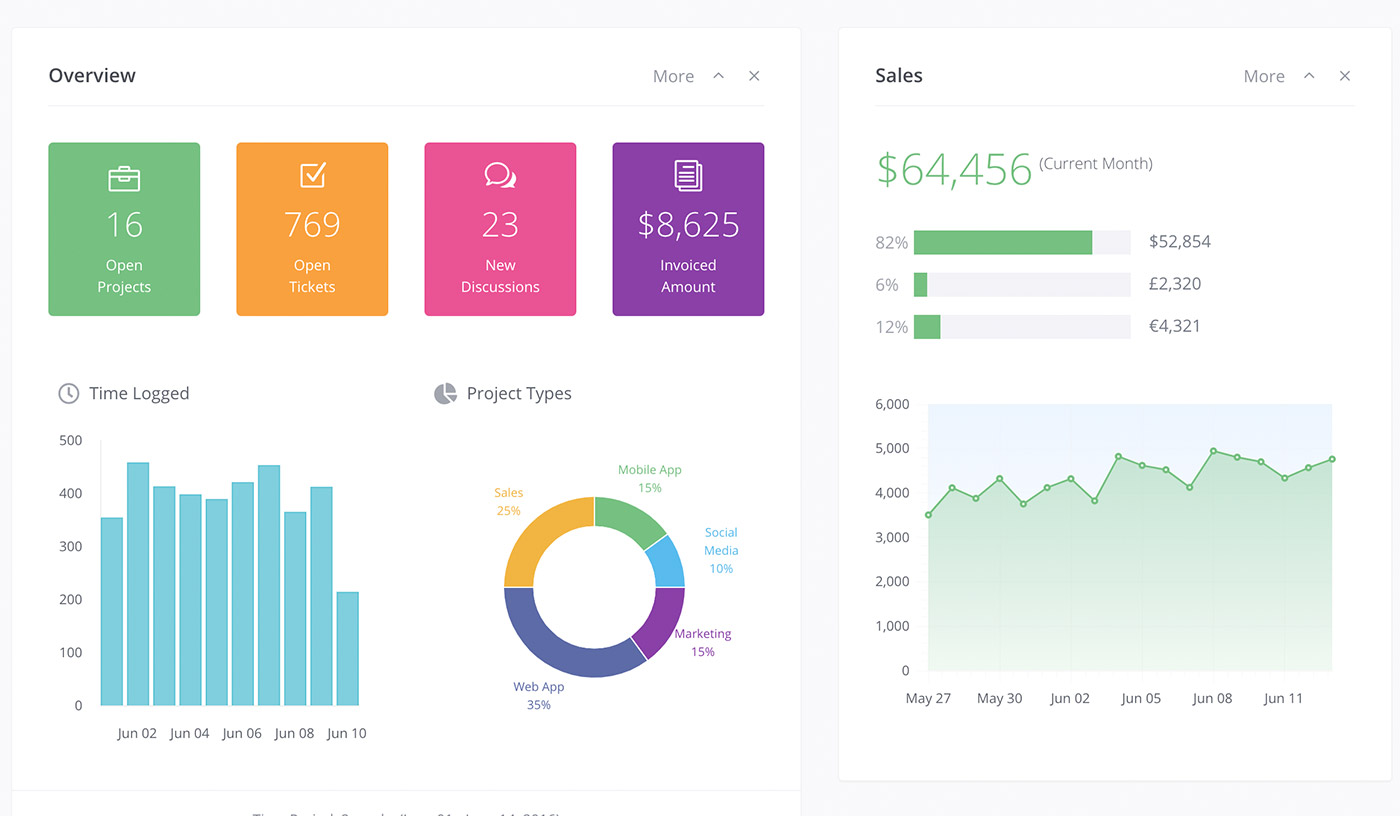 Overview
More
16
Open
Projects
769
Open
Tickets
23
New
Discussions
$8,625
Invoiced
Amount
Time Logged
500
400
300
200
100
0
Jun 02 Jun 04 Jun 06 Jun 08 Jun 10
Project Types
Mobile App
15%
Sales
25%
Social
Media
10%
Marketing
15%
Web App
35%
Sales
More
$64,456 (Current Month)
82% $52,854
6% £2,320
12% €4,321
6,000
5,000
4,000
3,000
2,000
1,000
0
May 27 May 30 Jun 02 Jun 05 Jun 08 Jun 11